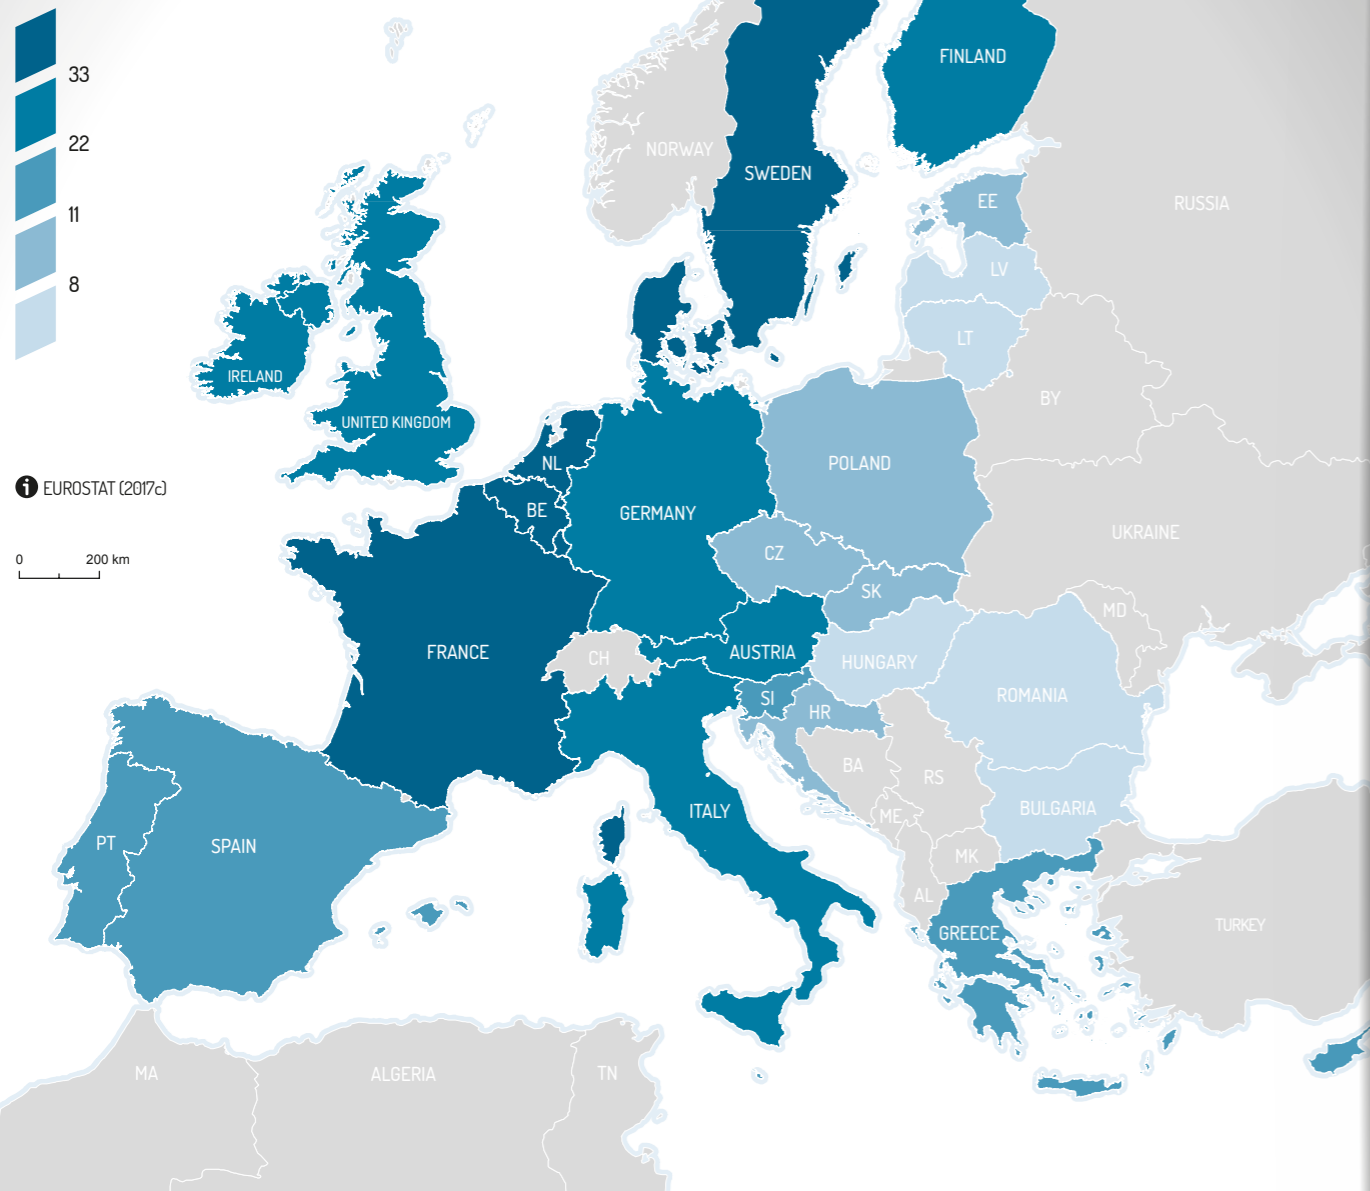 33
22
11
8
EUROSTAT (2017c)
0 200 km
FINLAND
NORWAY
SWEDEN
RUSSIA
EE
LV
LT
IRELAND
UNITED KINGDOM
BY
NL
POLAND
BE
GERMANY
UKRAINE
CZ
SK
MD
FRANCE
CH
AUSTRIA
HUNGARY
ROMANIA
SI
HR
BA
RS
ITALY
ME
BULGARIA
PT
SPAIN
MK
AL
GREECE
TURKEY
MA
ALGERIA
TN